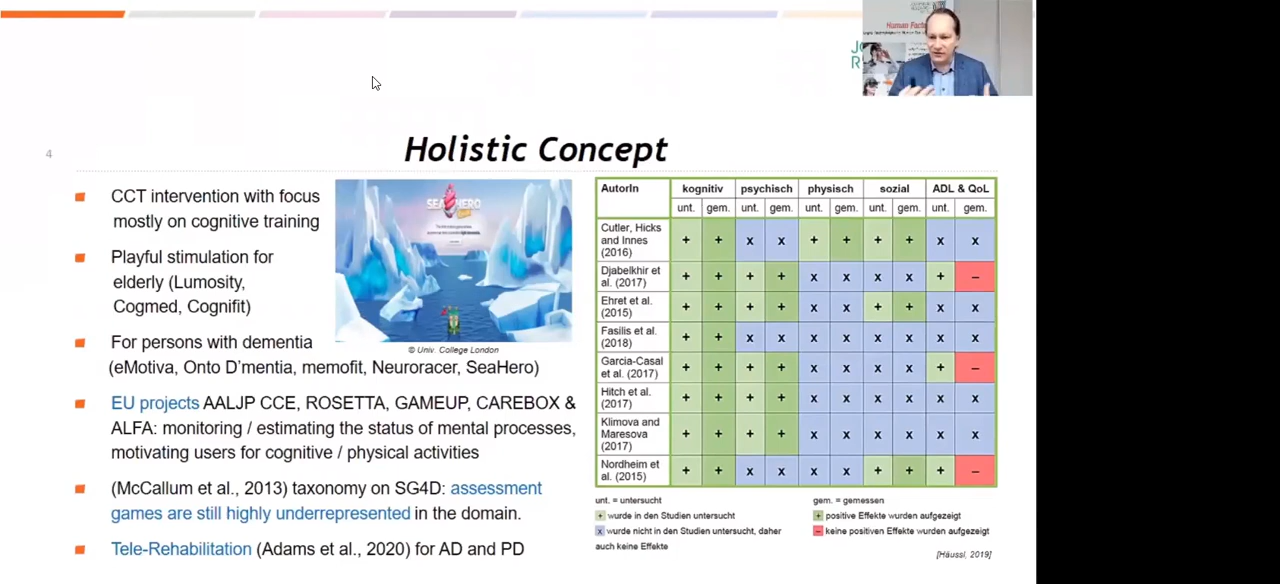 Human Fact
JO
R
4
Holistic Concept
CCT intervention with focus
mostly on cognitive training
Playful stimulation for
elderly (Lumosity,
Cogmed, Cognifit)
For persons with dementia
(eMotiva, Onto D'mentia, memofit, Neuroracer, SeaHero)
EU projects AALJP CCE, ROSETTA, GAMEUP, CAREBOX &
ALFA: monitoring / estimating the status of mental processes,
motivating users for cognitive / physical activities
(McCallum et al., 2013) taxonomy on SG4D: assessment
games are still highly underrepresented in the domain.
Tele-Rehabilitation (Adams et al., 2020) for AD and PD
SEA HERO
© Univ. College London
AutorIn kognitiv psychisch physisch sozial ADL & QoL
unt. gem. unt. gem. unt. gem. unt. gem. unt. gem.
Cutler, Hicks
and Innes
(2016)
+ + x x + + + + x x
Djabelkhir et
al. (2017)
+ + + + x x x x + −
Ehret et al.
(2015)
+ + + + x x + + x x
Fasilis et al.
(2018)
+ + x x x x x x x x
Garcia-Casal
et al. (2017)
+ + + + x x x x + −
Hitch et al.
(2017)
+ + + + x x x x x x
Klimova and
Maresova
(2017)
+ + + + x x x x x x
Nordheim et
al. (2015)
+ + x x x x + + + −
unt. = untersucht
+ wurde in den Studien untersucht
x wurde nicht in den Studien untersucht, daher
auch keine Effekte
gem. = gemessen
+ positive Effekte wurden aufgezeigt
− keine positiven Effekte wurden aufgezeigt
[Häussl, 2019]